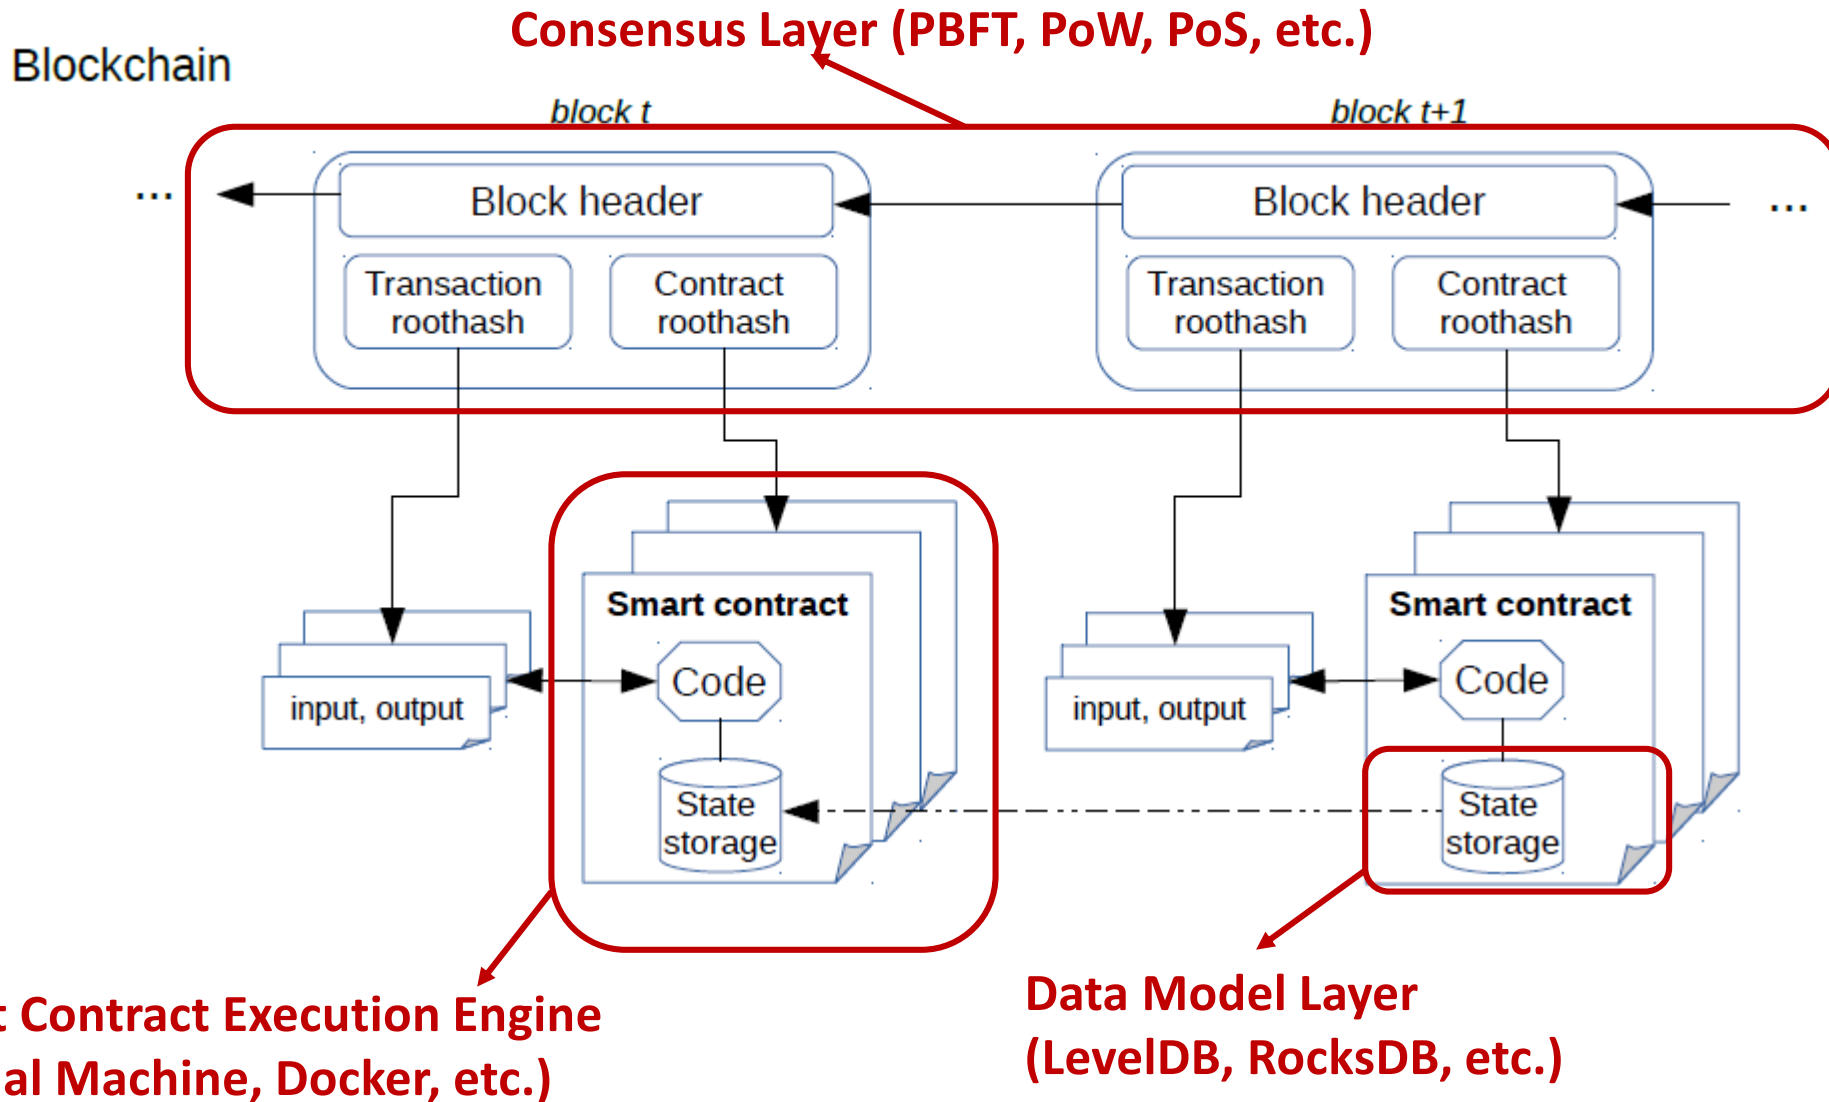 Consensus Layer (PBFT, PoW, PoS, etc.)
Blockchain
block t
block t+1
...
Block header
Block header
...
Transaction
roothash
Contract
roothash
Transaction
roothash
Contract
roothash
Smart contract
Smart contract
Code
Code
input, output
input, output
State
storage
State
storage
Contract Execution Engine
Machine, Docker, etc.)
Data Model Layer
(LevelDB, RocksDB, etc.)